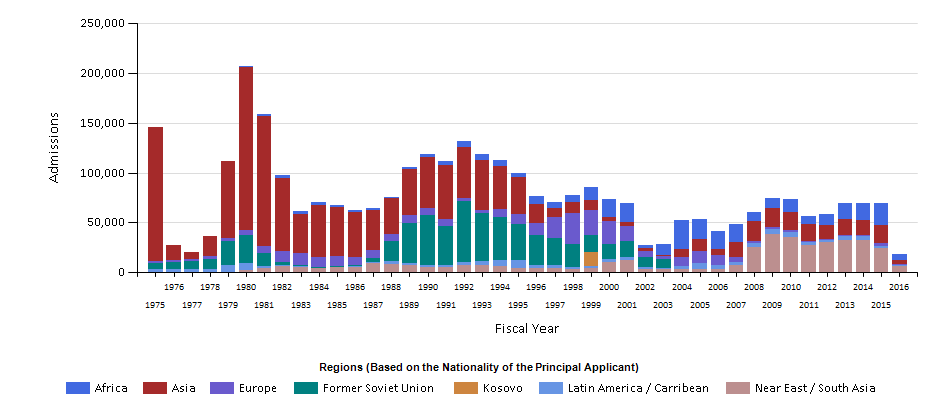 250,000
200,000
150,000
100,000
50,000
0
Admissions
1976 1978 1980 1982 1984 1986 1988 1990 1992 1994 1996 1998 2000 2002 2004 2006 2008 2010 2012 2014 2016
1975 1977 1979 1981 1983 1985 1987 1989 1991 1993 1995 1997 1999 2001 2003 2005 2007 2009 2011 2013 2015
Fiscal Year
Regions (Based on the Nationality of the Principal Applicant)
Africa Asia Europe Former Soviet Union Kosovo Latin America / Carribean Near East / South Asia